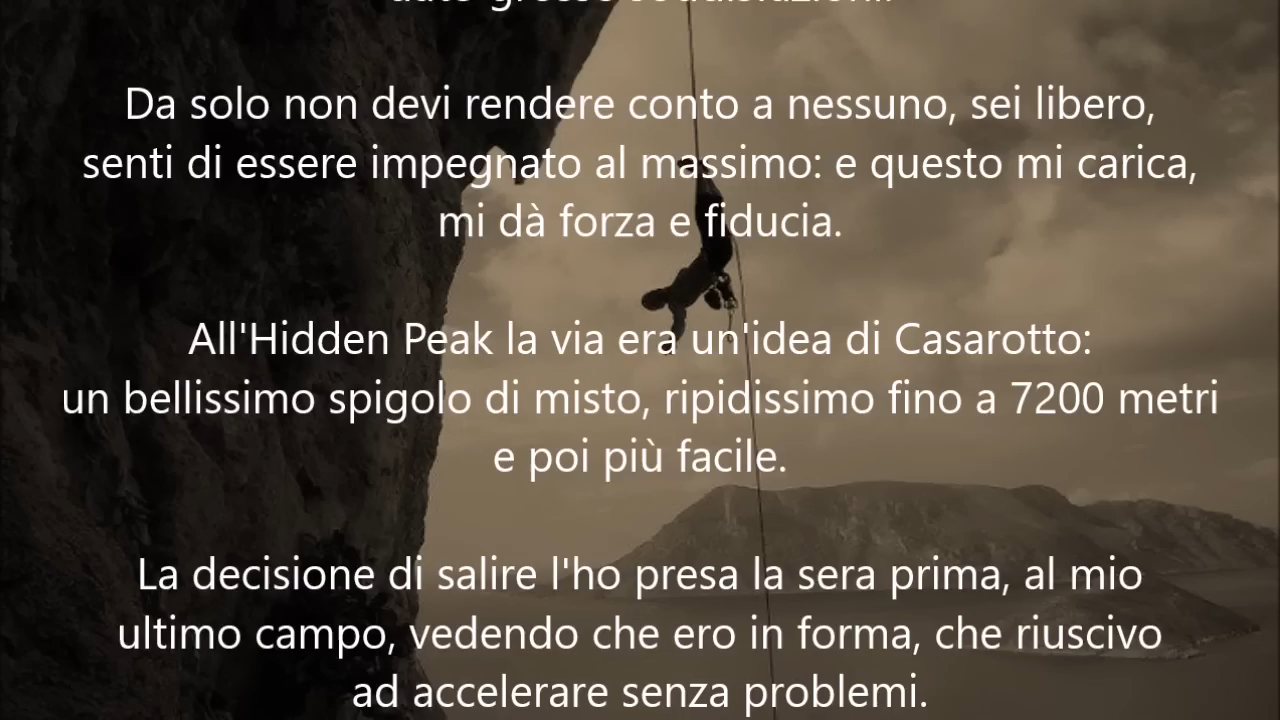 Da solo non devi rendere conto a nessuno, sei libero,
senti di essere impegnato al massimo: e questo mi carica,
mi dà forza e fiducia.
All'Hidden Peak la via era un'idea di Casarotto:
un bellissimo spigolo di misto, ripidissimo fino a 7200 metri
e poi più facile.
La decisione di salire l'ho presa la sera prima, al mio
ultimo campo, vedendo che ero in forma, che riuscivo
ad accelerare senza problemi.